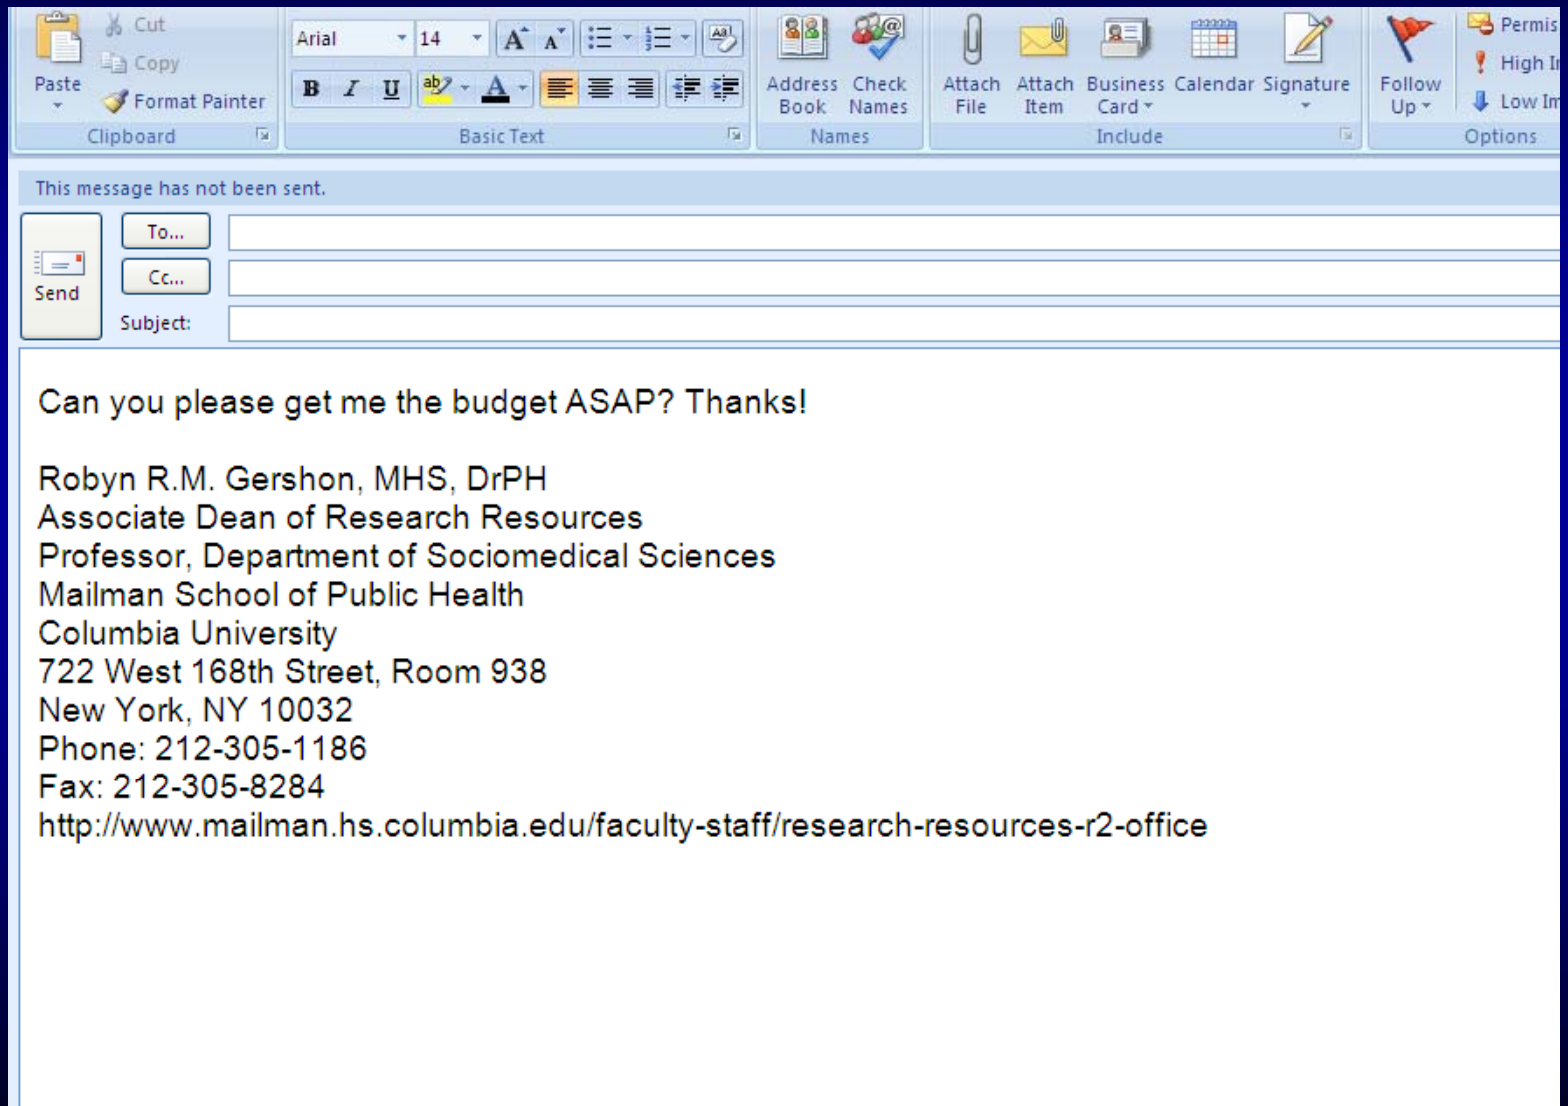 Cut
Copy
Paste
Format Painter
Clipboard
Arial
14
B I U
Basic Text
Address Book
Check Names
Names
Attach File
Attach Item
Business Card
Calendar
Signature
Include
Follow Up
High
Low
Options
This message has not been sent.
Send
To...
Cc...
Subject:
Can you please get me the budget ASAP? Thanks!
Robyn R.M. Gershon, MHS, DrPH
Associate Dean of Research Resources
Professor, Department of Sociomedical Sciences
Mailman School of Public Health
Columbia University
722 West 168th Street, Room 938
New York, NY 10032
Phone: 212-305-1186
Fax: 212-305-8284
http://www.mailman.hs.columbia.edu/faculty-staff/research-resources-r2-office